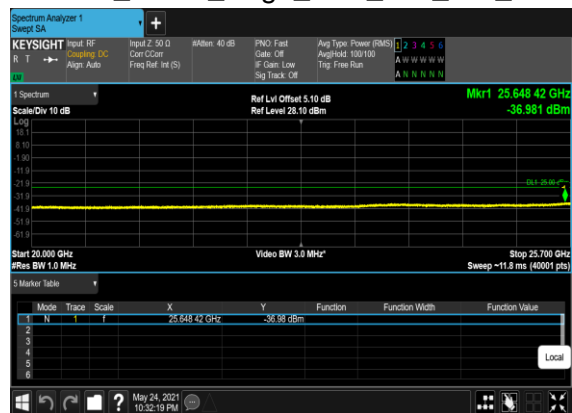 Spectrum Analyzer 1
Swept SA
KEYSIGHT Input: RF Input Z: 50 Ω #Atten: 40 dB PNO: Fast Avg Type: Power (RMS) 1 2 3 4 5 6
R T Coupling: DC Corr CCorr Gate: Off Avg|Hold: 100/100 A W W W W W
Align: Auto Freq Ref: Int (S) IF Gain: Low Trig: Free Run
Sig Track: Off A N N N N N
1 Spectrum Ref Lvl Offset 5.10 dB Mkr1 25.648 42 GHz
Scale/Div 10 dB Ref Level 28.10 dBm -36.981 dBm
Log
18.1
8.10
-1.90
-11.9
-21.9
-31.9
-41.9
-51.9
-61.9
Start 20.000 GHz Video BW 3.0 MHz* Stop 25.700 GHz
#Res BW 1.0 MHz Sweep ~11.8 ms (40001 pts)
5 Marker Table
Mode Trace Scale X Y Function Function Width Function Value
1 N 1 f 25.648 42 GHz -36.98 dBm
2
3
4
5
6
Local
? May 24, 2021
10:32:19 PM